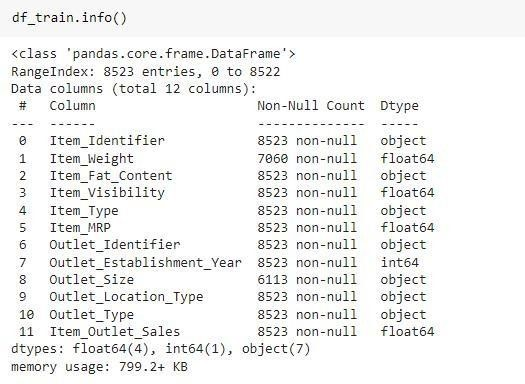 df_train.info()
<class 'pandas.core.frame.DataFrame'>
RangeIndex: 8523 entries, 0 to 8522
Data columns (total 12 columns):
 #   Column                     Non-Null Count  Dtype
---  ------                     --------------  -----
 0   Item_Identifier            8523 non-null   object
 1   Item_Weight                7060 non-null   float64
 2   Item_Fat_Content           8523 non-null   object
 3   Item_Visibility            8523 non-null   float64
 4   Item_Type                  8523 non-null   object
 5   Item_MRP                   8523 non-null   float64
 6   Outlet_Identifier          8523 non-null   object
 7   Outlet_Establishment_Year  8523 non-null   int64
 8   Outlet_Size                6113 non-null   object
 9   Outlet_Location_Type       8523 non-null   object
 10  Outlet_Type                8523 non-null   object
 11  Item_Outlet_Sales          8523 non-null   float64
dtypes: float64(4), int64(1), object(7)
memory usage: 799.2+ KB